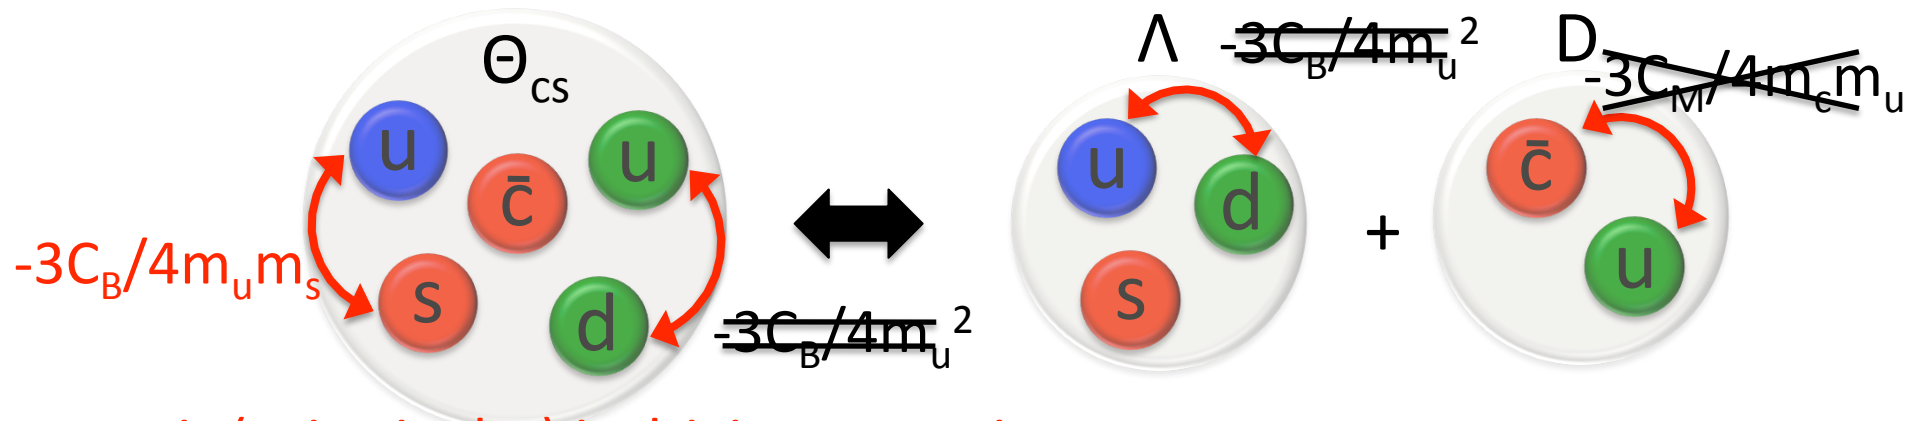 Θcs
u
u
c̄
s
d
-3CB/4mums
-3CB/4mu2
Λ
-3CB/4mu2
u
d
s
+
D
-3CM/4mcmu
c̄
u